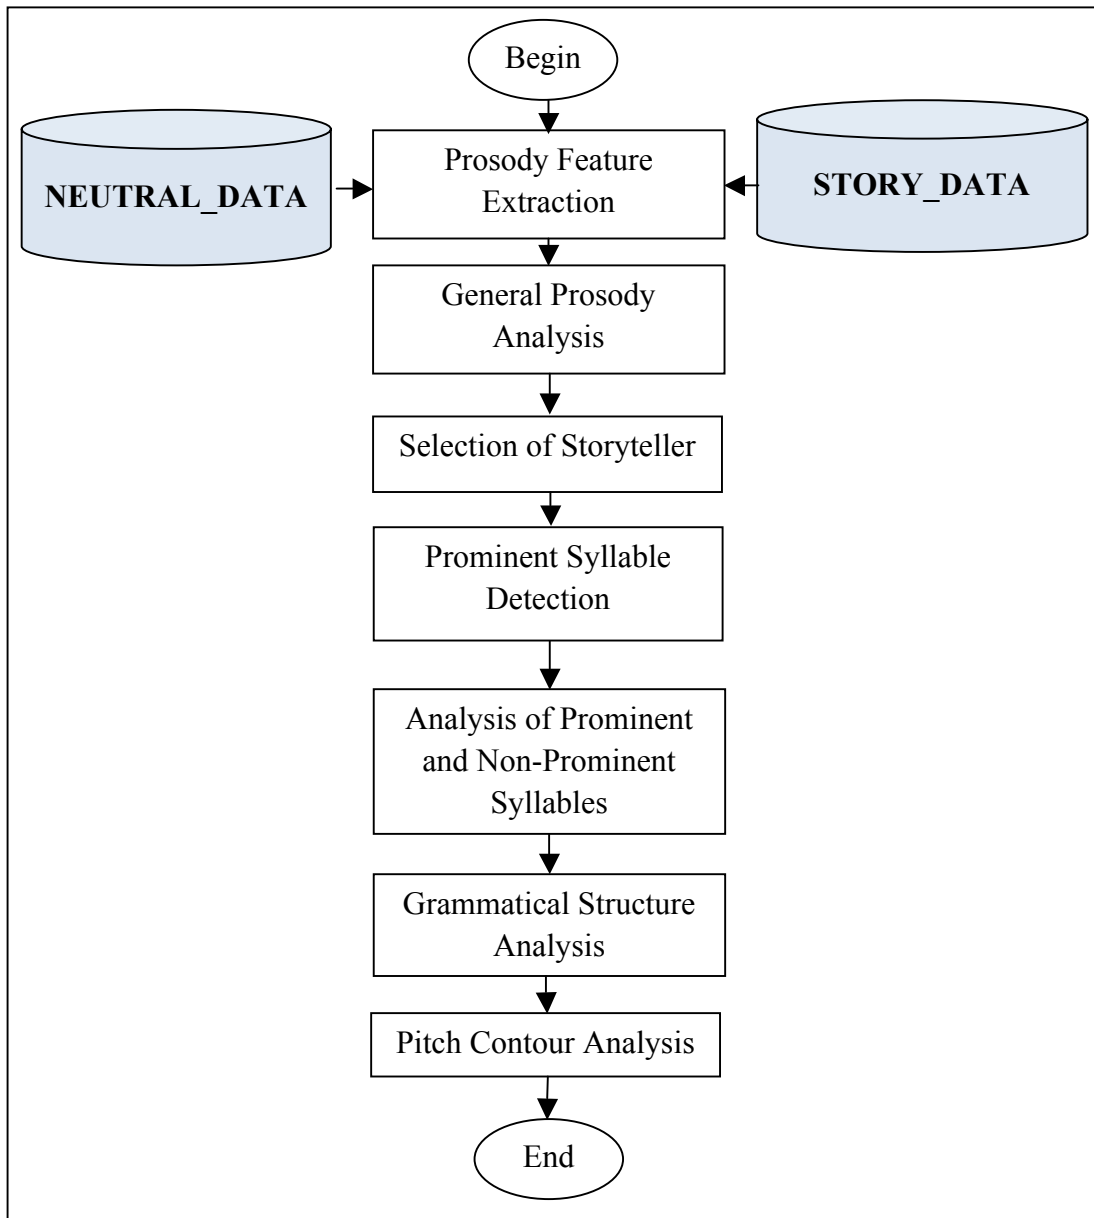 Begin
NEUTRAL_DATA
Prosody Feature
Extraction
STORY_DATA
General Prosody
Analysis
Selection of Storyteller
Prominent Syllable
Detection
Analysis of Prominent
and Non-Prominent
Syllables
Grammatical Structure
Analysis
Pitch Contour Analysis
End